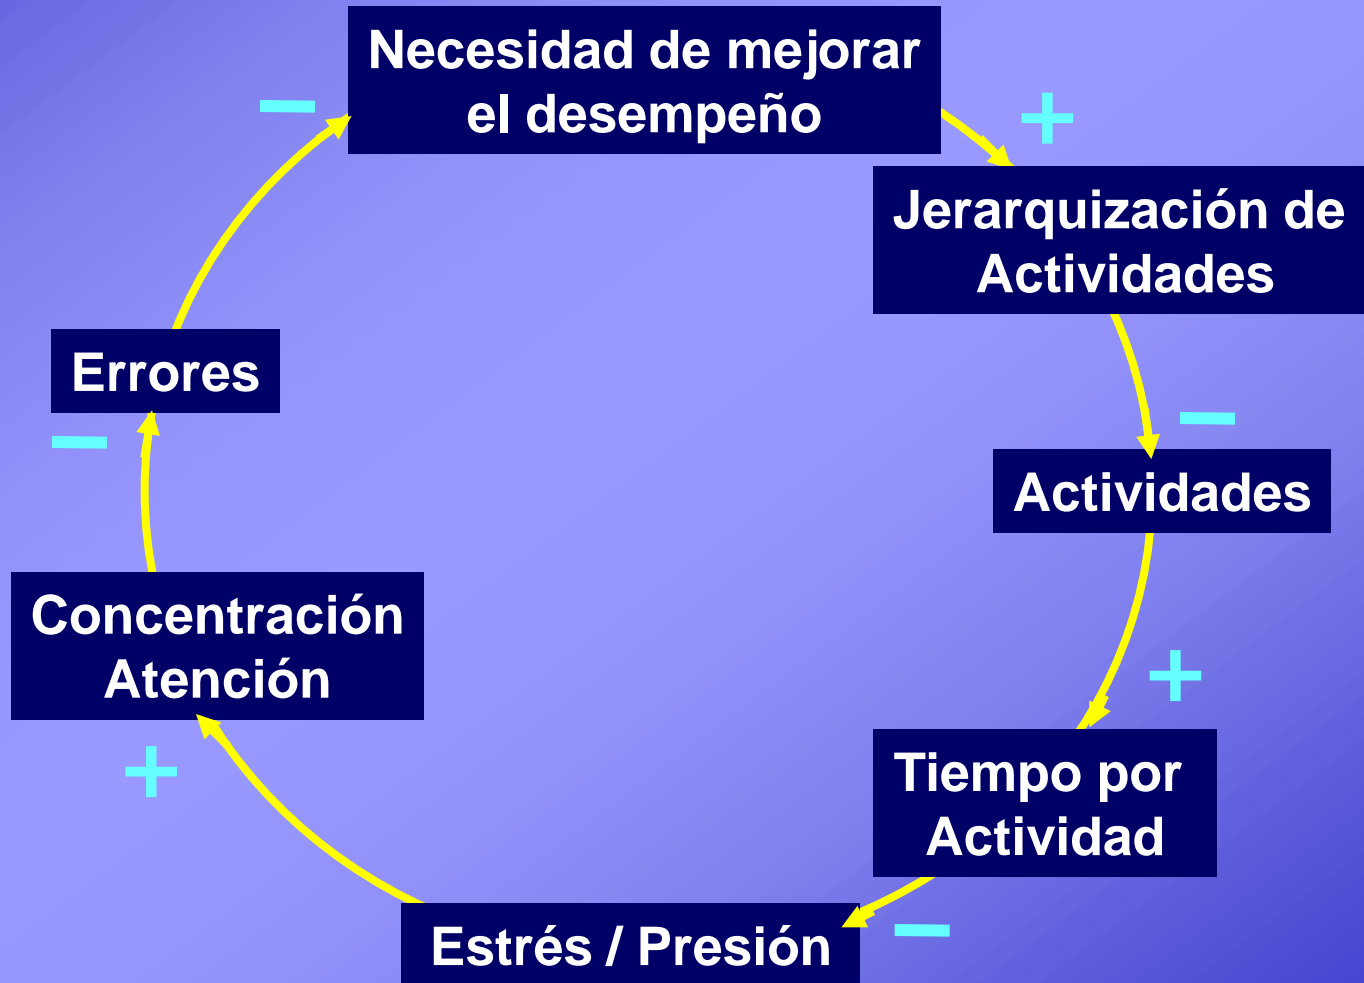 Necesidad de mejorar
el desempeño
−
+
Jerarquización de
Actividades
Errores
−
−
Actividades
Concentración
Atención
+
+
Tiempo por
Actividad
−
Estrés / Presión